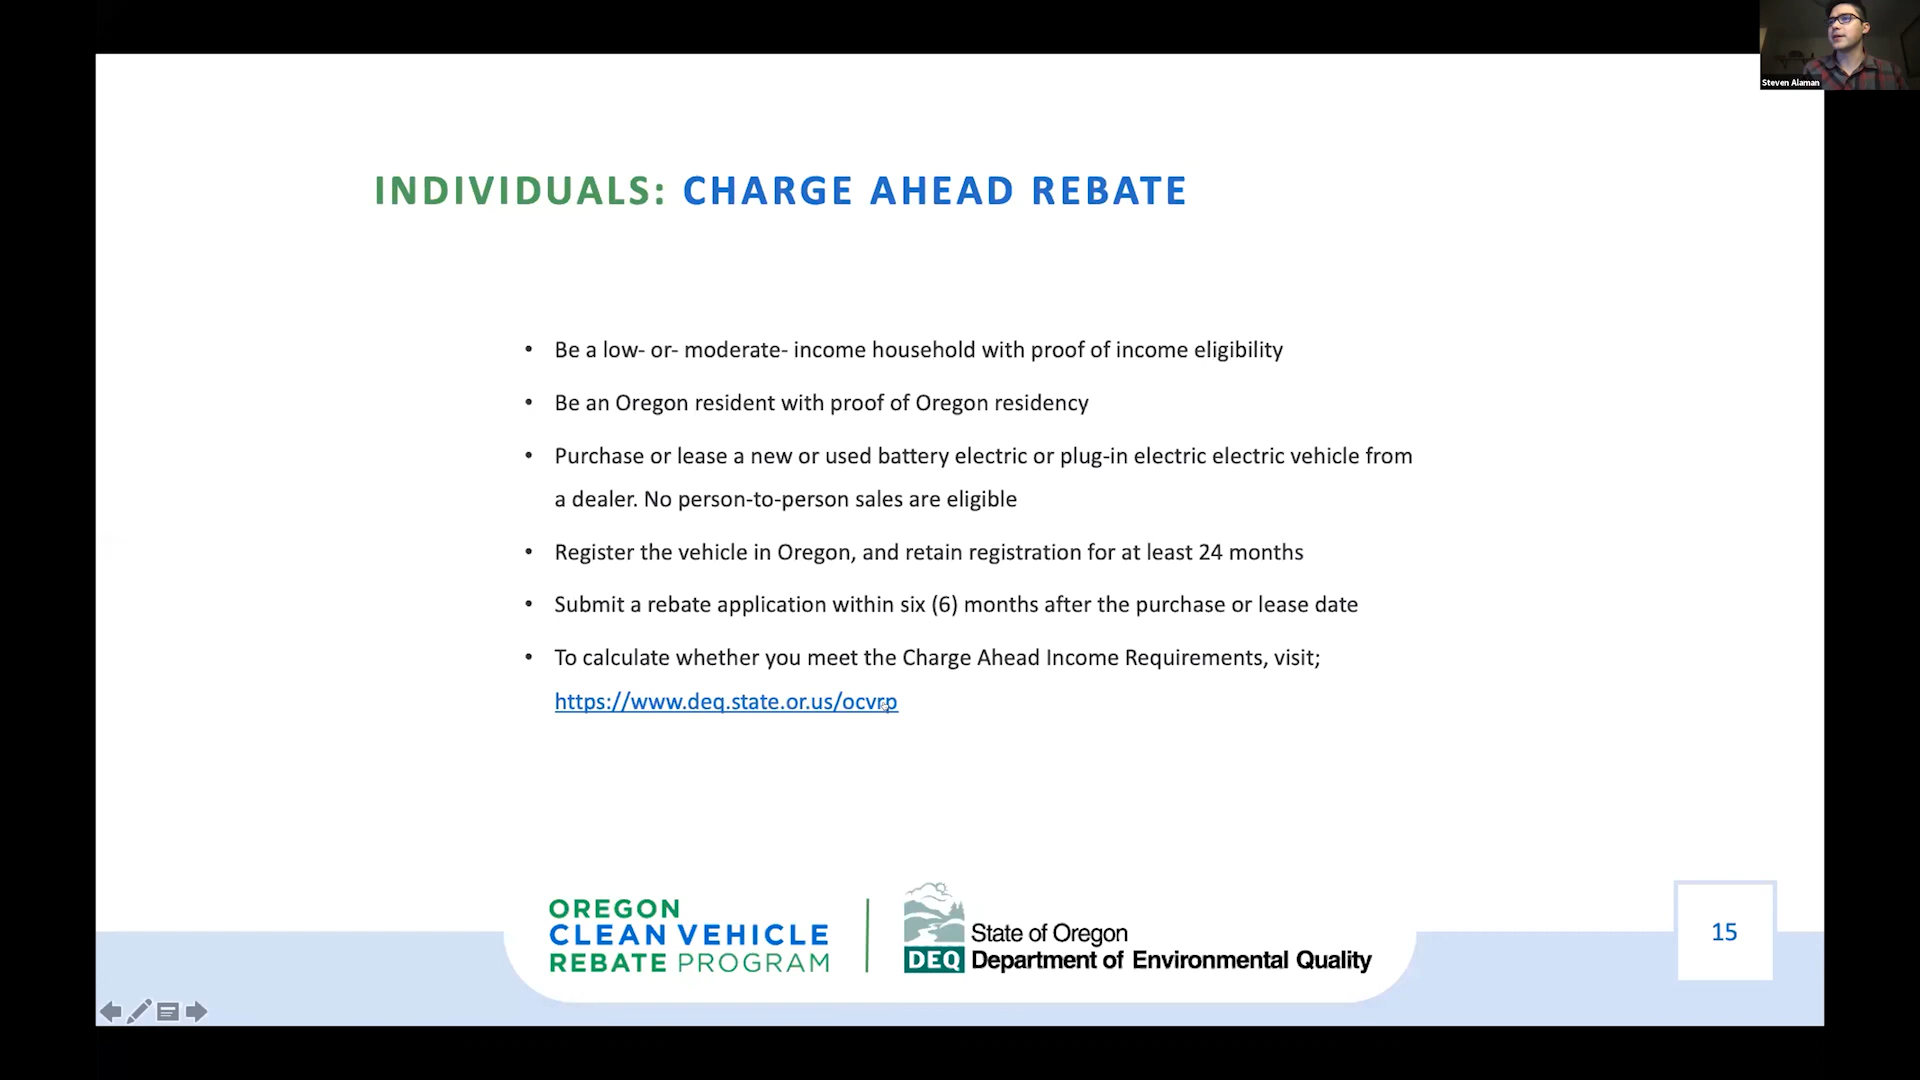 Steven Alaman
INDIVIDUALS: CHARGE AHEAD REBATE
• Be a low- or- moderate- income household with proof of income eligibility
• Be an Oregon resident with proof of Oregon residency
• Purchase or lease a new or used battery electric or plug-in electric electric vehicle from
a dealer. No person-to-person sales are eligible
• Register the vehicle in Oregon, and retain registration for at least 24 months
• Submit a rebate application within six (6) months after the purchase or lease date
• To calculate whether you meet the Charge Ahead Income Requirements, visit;
https://www.deq.state.or.us/ocvrp
OREGON
CLEAN VEHICLE
REBATE PROGRAM
State of Oregon
DEQ Department of Environmental Quality
15